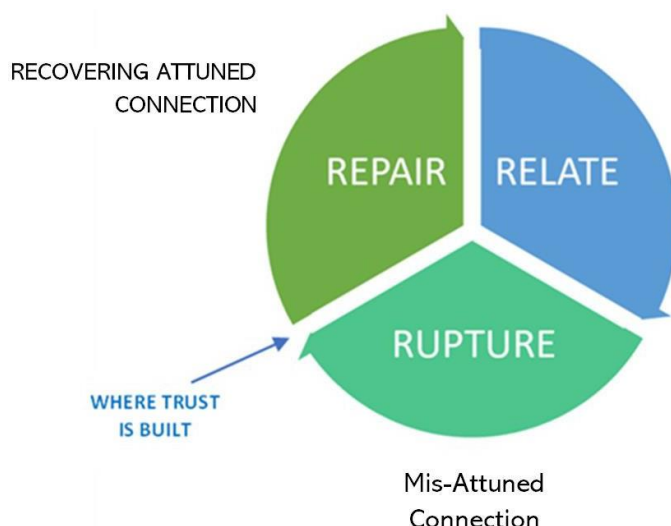 RECOVERING ATTUNED
CONNECTION
REPAIR
RELATE
RUPTURE
WHERE TRUST
IS BUILT
Mis-Attuned
Connection